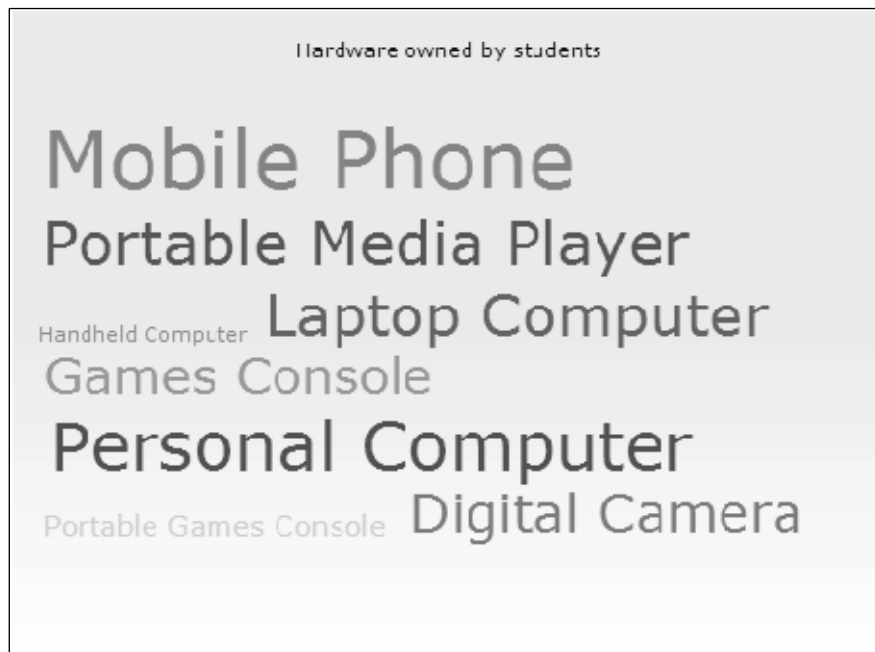 Hardware owned by students
Mobile Phone
Portable Media Player
Handheld Computer Laptop Computer
Games Console
Personal Computer
Portable Games Console Digital Camera